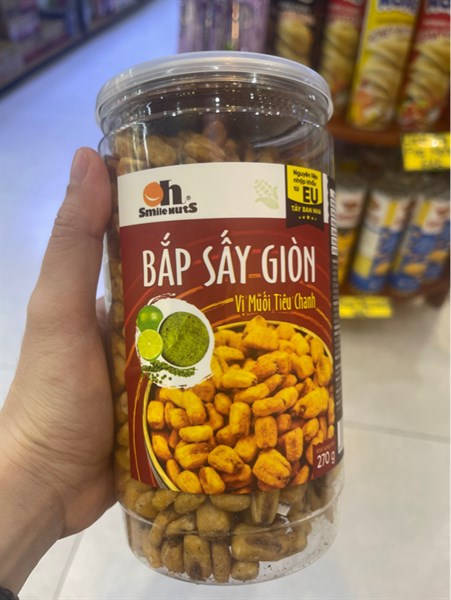 Oh
Smile Nuts
Nguyên liệu
nhập khẩu
từ EU
TÂY BAN NHA
BẮP SẤY GIÒN
Vị Muối Tiêu Chanh
270 g